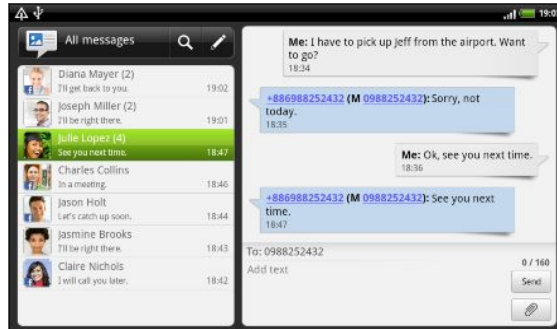 19:02
All messages
Diana Mayer (2)
I'll get back to you.
19:02
Joseph Miller (2)
I'll be right there.
19:01
Julie Lopez (4)
See you next time.
18:47
Charles Collins
In a meeting.
18:46
Jason Holt
Let's catch up soon.
18:44
Jasmine Brooks
I'll be right there.
18:43
Claire Nichols
I will call you later.
18:42
Me: I have to pick up Jeff from the airport. Want
to go?
18:34
+886988252432 (M 0988252432): Sorry, not
today.
18:35
Me: Ok, see you next time.
18:36
+886988252432 (M 0988252432): See you next
time.
18:47
To: 0988252432
Add text
0 / 160
Send